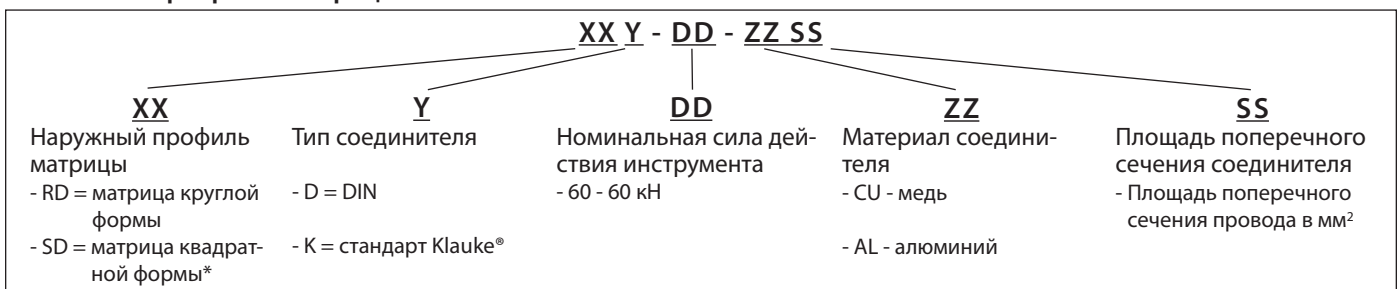 XX Y - DD - ZZ SS
XX
Наружный профиль
матрицы
- RD = матрица круглой
формы
- SD = матрица квадрат-
ной формы*
Y
Тип соединителя
- D = DIN
- K = стандарт Klauke®
DD
Номинальная сила дей-
ствия инструмента
- 60 - 60 кН
ZZ
Материал соедини-
теля
- CU - медь
- AL - алюминий
SS
Площадь поперечного
сечения соединителя
- Площадь поперечного
сечения провода в мм²